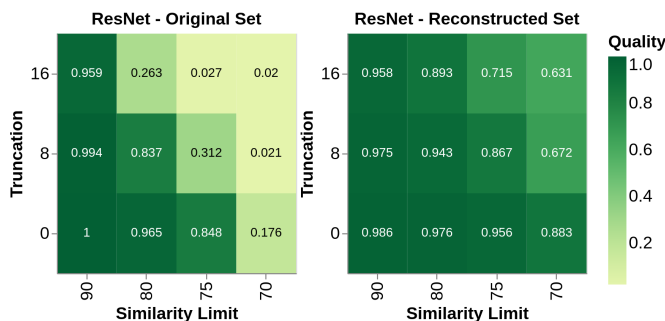 ResNet - Original Set
ResNet - Reconstructed Set
Quality
Truncation
16
0.959 0.263 0.027 0.02
8
0.994 0.837 0.312 0.021
0
1 0.965 0.848 0.176
90 80 75 70
Similarity Limit
Truncation
16
0.958 0.893 0.715 0.631
8
0.975 0.943 0.867 0.672
0
0.986 0.976 0.956 0.883
90 80 75 70
Similarity Limit
1.0
0.8
0.6
0.4
0.2